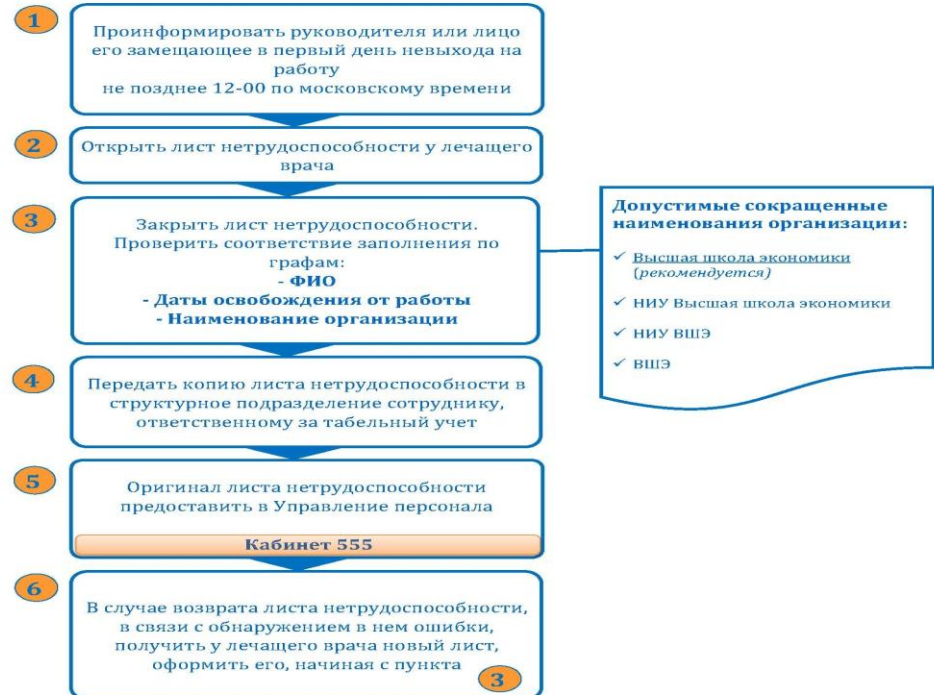 1
Проинформировать руководителя или лицо
его замещающее в первый день невыхода на
работу
не позднее 12-00 по московскому времени
2
Открыть лист нетрудоспособности у лечащего
врача
3
Закрыть лист нетрудоспособности.
Проверить соответствие заполнения по
графам:
- ФИО
- Даты освобождения от работы
- Наименование организации
Допустимые сокращенные
наименования организации:
✓ Высшая школа экономики
(рекомендуется)
✓ НИУ Высшая школа экономики
✓ НИУ ВШЭ
✓ ВШЭ
4
Передать копию листа нетрудоспособности в
структурное подразделение сотруднику,
ответственному за табельный учет
5
Оригинал листа нетрудоспособности
предоставить в Управление персонала
Кабинет 555
6
В случае возврата листа нетрудоспособности,
в связи с обнаружением в нем ошибки,
получить у лечащего врача новый лист,
оформить его, начиная с пункта 3